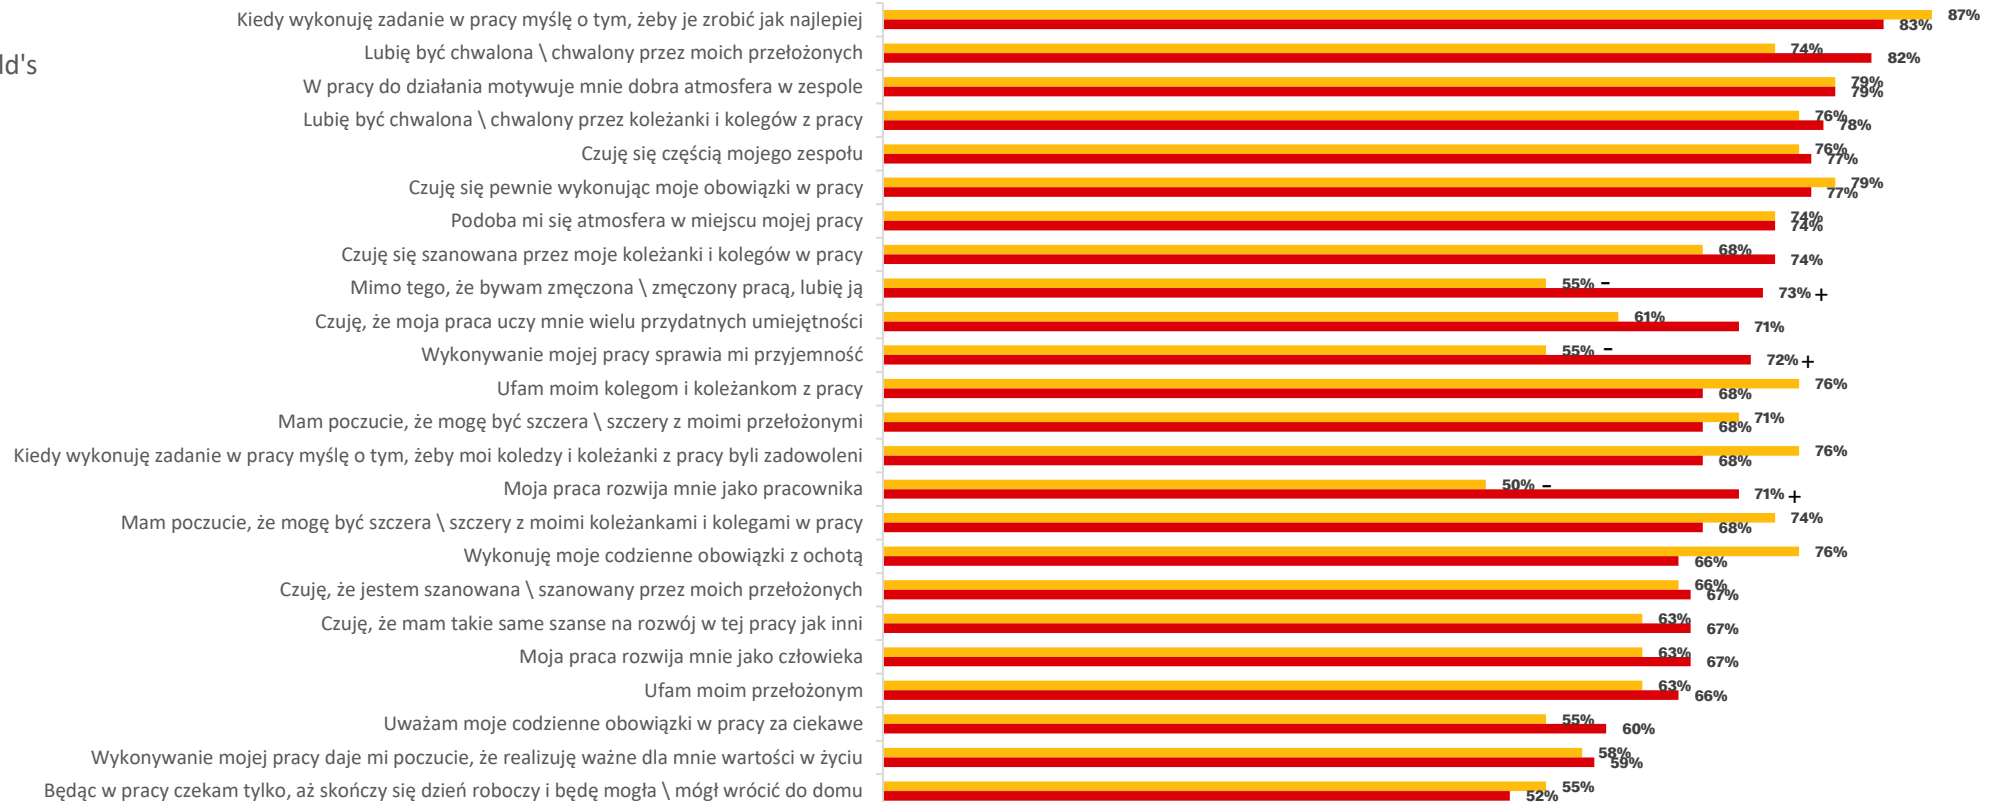 Kiedy wykonuję zadanie w pracy myślę o tym, żeby je zrobić jak najlepiej 87% 83%
Lubię być chwalona \ chwalony przez moich przełożonych 74% 82%
ld's
W pracy do działania motywuje mnie dobra atmosfera w zespole 79% 79%
Lubię być chwalona \ chwalony przez koleżanki i kolegów z pracy 76% 78%
Czuję się częścią mojego zespołu 76% 77%
Czuję się pewnie wykonując moje obowiązki w pracy 79% 77%
Podoba mi się atmosfera w miejscu mojej pracy 74% 74%
Czuję się szanowana przez moje koleżanki i kolegów w pracy 68% 74%
Mimo tego, że bywam zmęczona \ zmęczony pracą, lubię ją 55% - 73% +
Czuję, że moja praca uczy mnie wielu przydatnych umiejętności 61% 71%
Wykonywanie mojej pracy sprawia mi przyjemność 55% - 72% +
Ufam moim kolegom i koleżankom z pracy 76% 68%
Mam poczucie, że mogę być szczera \ szczery z moimi przełożonymi 71% 68%
Kiedy wykonuję zadanie w pracy myślę o tym, żeby moi koledzy i koleżanki z pracy byli zadowoleni 76% 68%
Moja praca rozwija mnie jako pracownika 50% - 71% +
Mam poczucie, że mogę być szczera \ szczery z moimi koleżankami i kolegami w pracy 74% 68%
Wykonuję moje codzienne obowiązki z ochotą 76% 66%
Czuję, że jestem szanowana \ szanowany przez moich przełożonych 66% 67%
Czuję, że mam takie same szanse na rozwój w tej pracy jak inni 63% 67%
Moja praca rozwija mnie jako człowieka 63% 67%
Ufam moim przełożonym 63% 66%
Uważam moje codzienne obowiązki w pracy za ciekawe 55% 60%
Wykonywanie mojej pracy daje mi poczucie, że realizuję ważne dla mnie wartości w życiu 58% 59%
Będąc w pracy czekam tylko, aż skończy się dzień roboczy i będę mogła \ mógł wrócić do domu 55% 52%